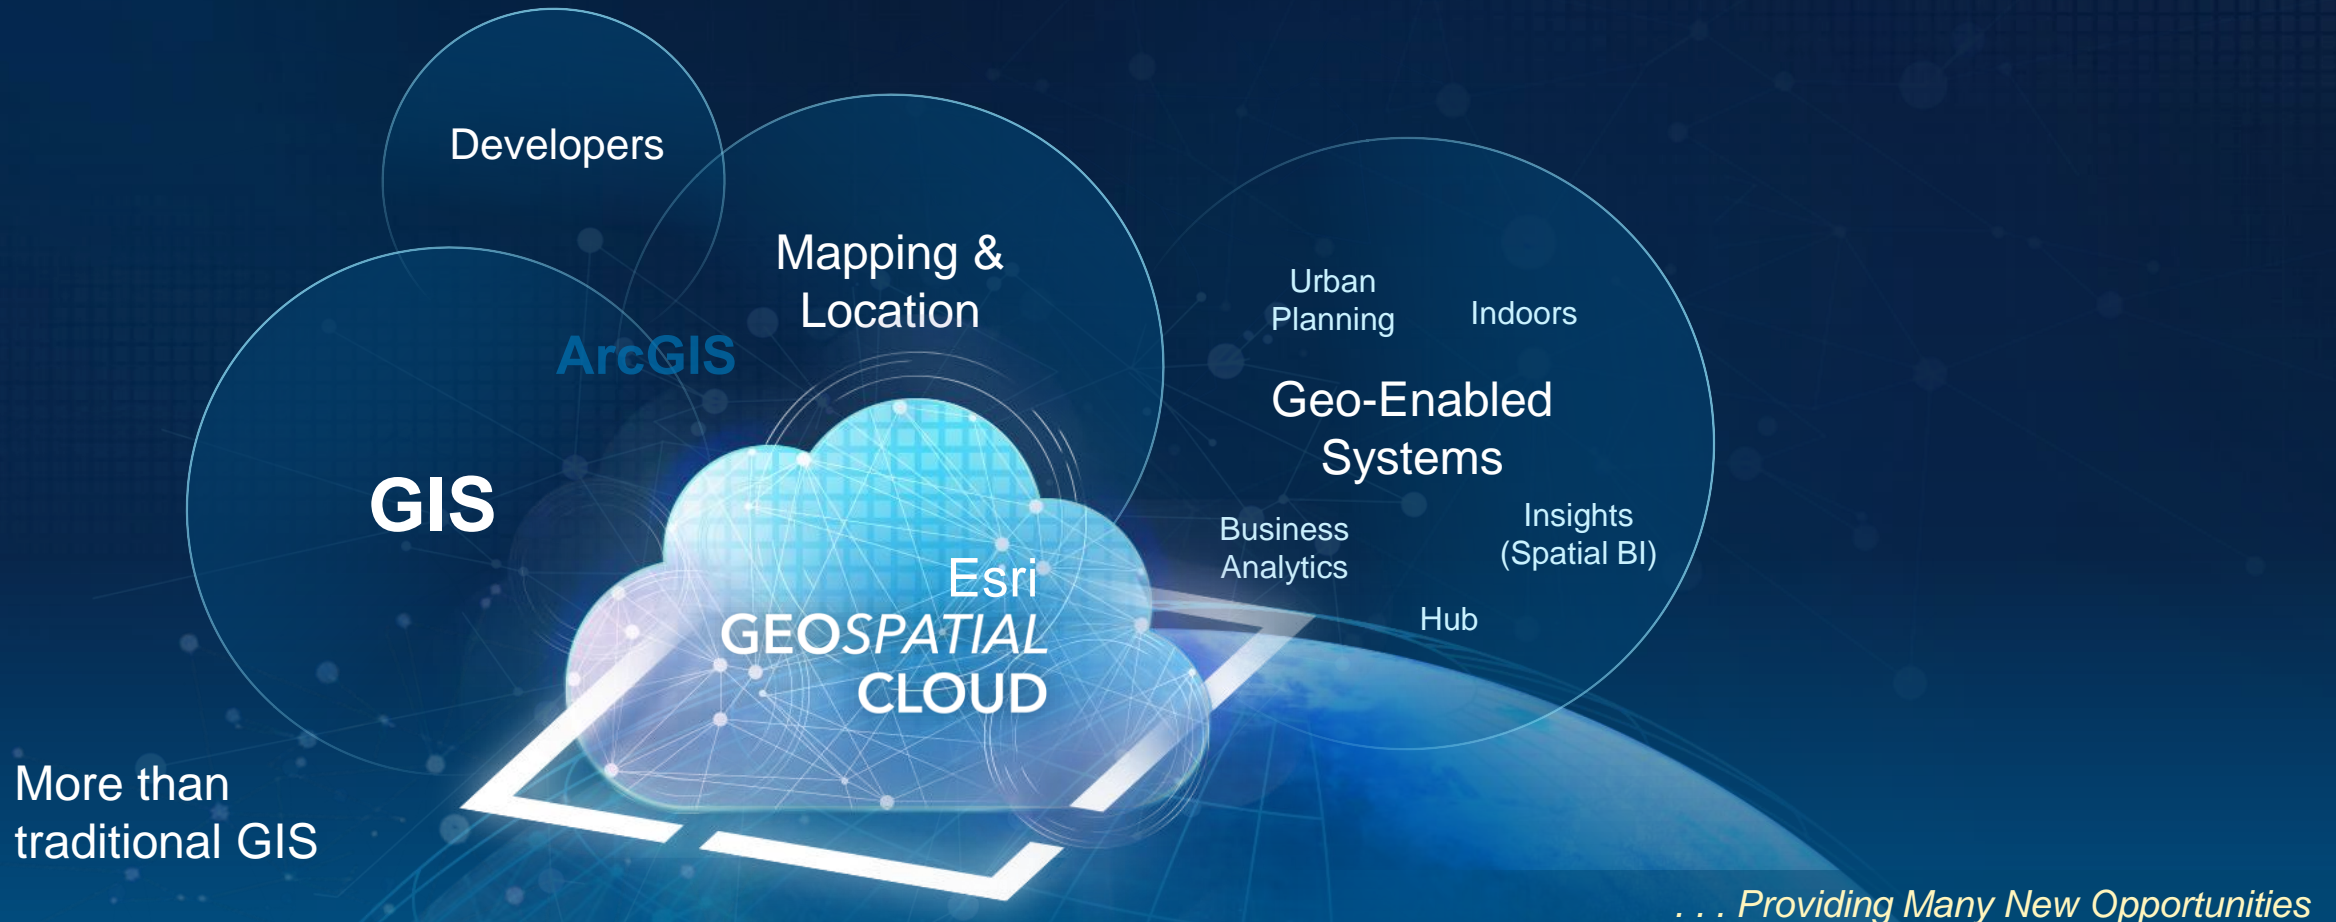 Developers
Mapping &
Location
Urban
Planning
Indoors
ArcGIS
Geo-Enabled
Systems
GIS
Business
Analytics
Insights
(Spatial BI)
Hub
Esri
GEOSPATIAL
CLOUD
More than
traditional GIS
. . . Providing Many New Opportunities